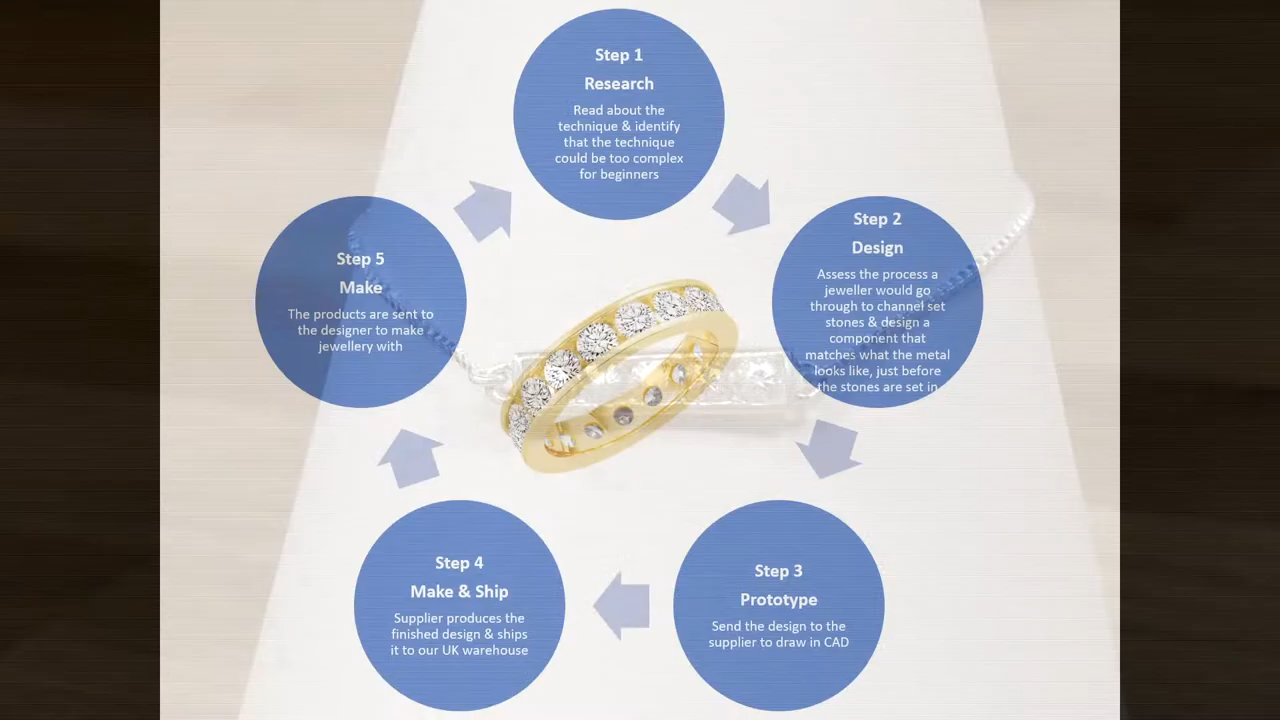 Step 1
Research
Read about the
technique & identify
that the technique
could be too complex
for beginners
Step 2
Design
Assess the process a
jeweller would go
through to channel set
stones & design a
component that
matches what the metal
looks like, just before
the stones are set in
Step 3
Prototype
Send the design to the
supplier to draw in CAD
Step 4
Make & Ship
Supplier produces the
finished design & ships
it to our UK warehouse
Step 5
Make
The products are sent to
the designer to make
jewellery with